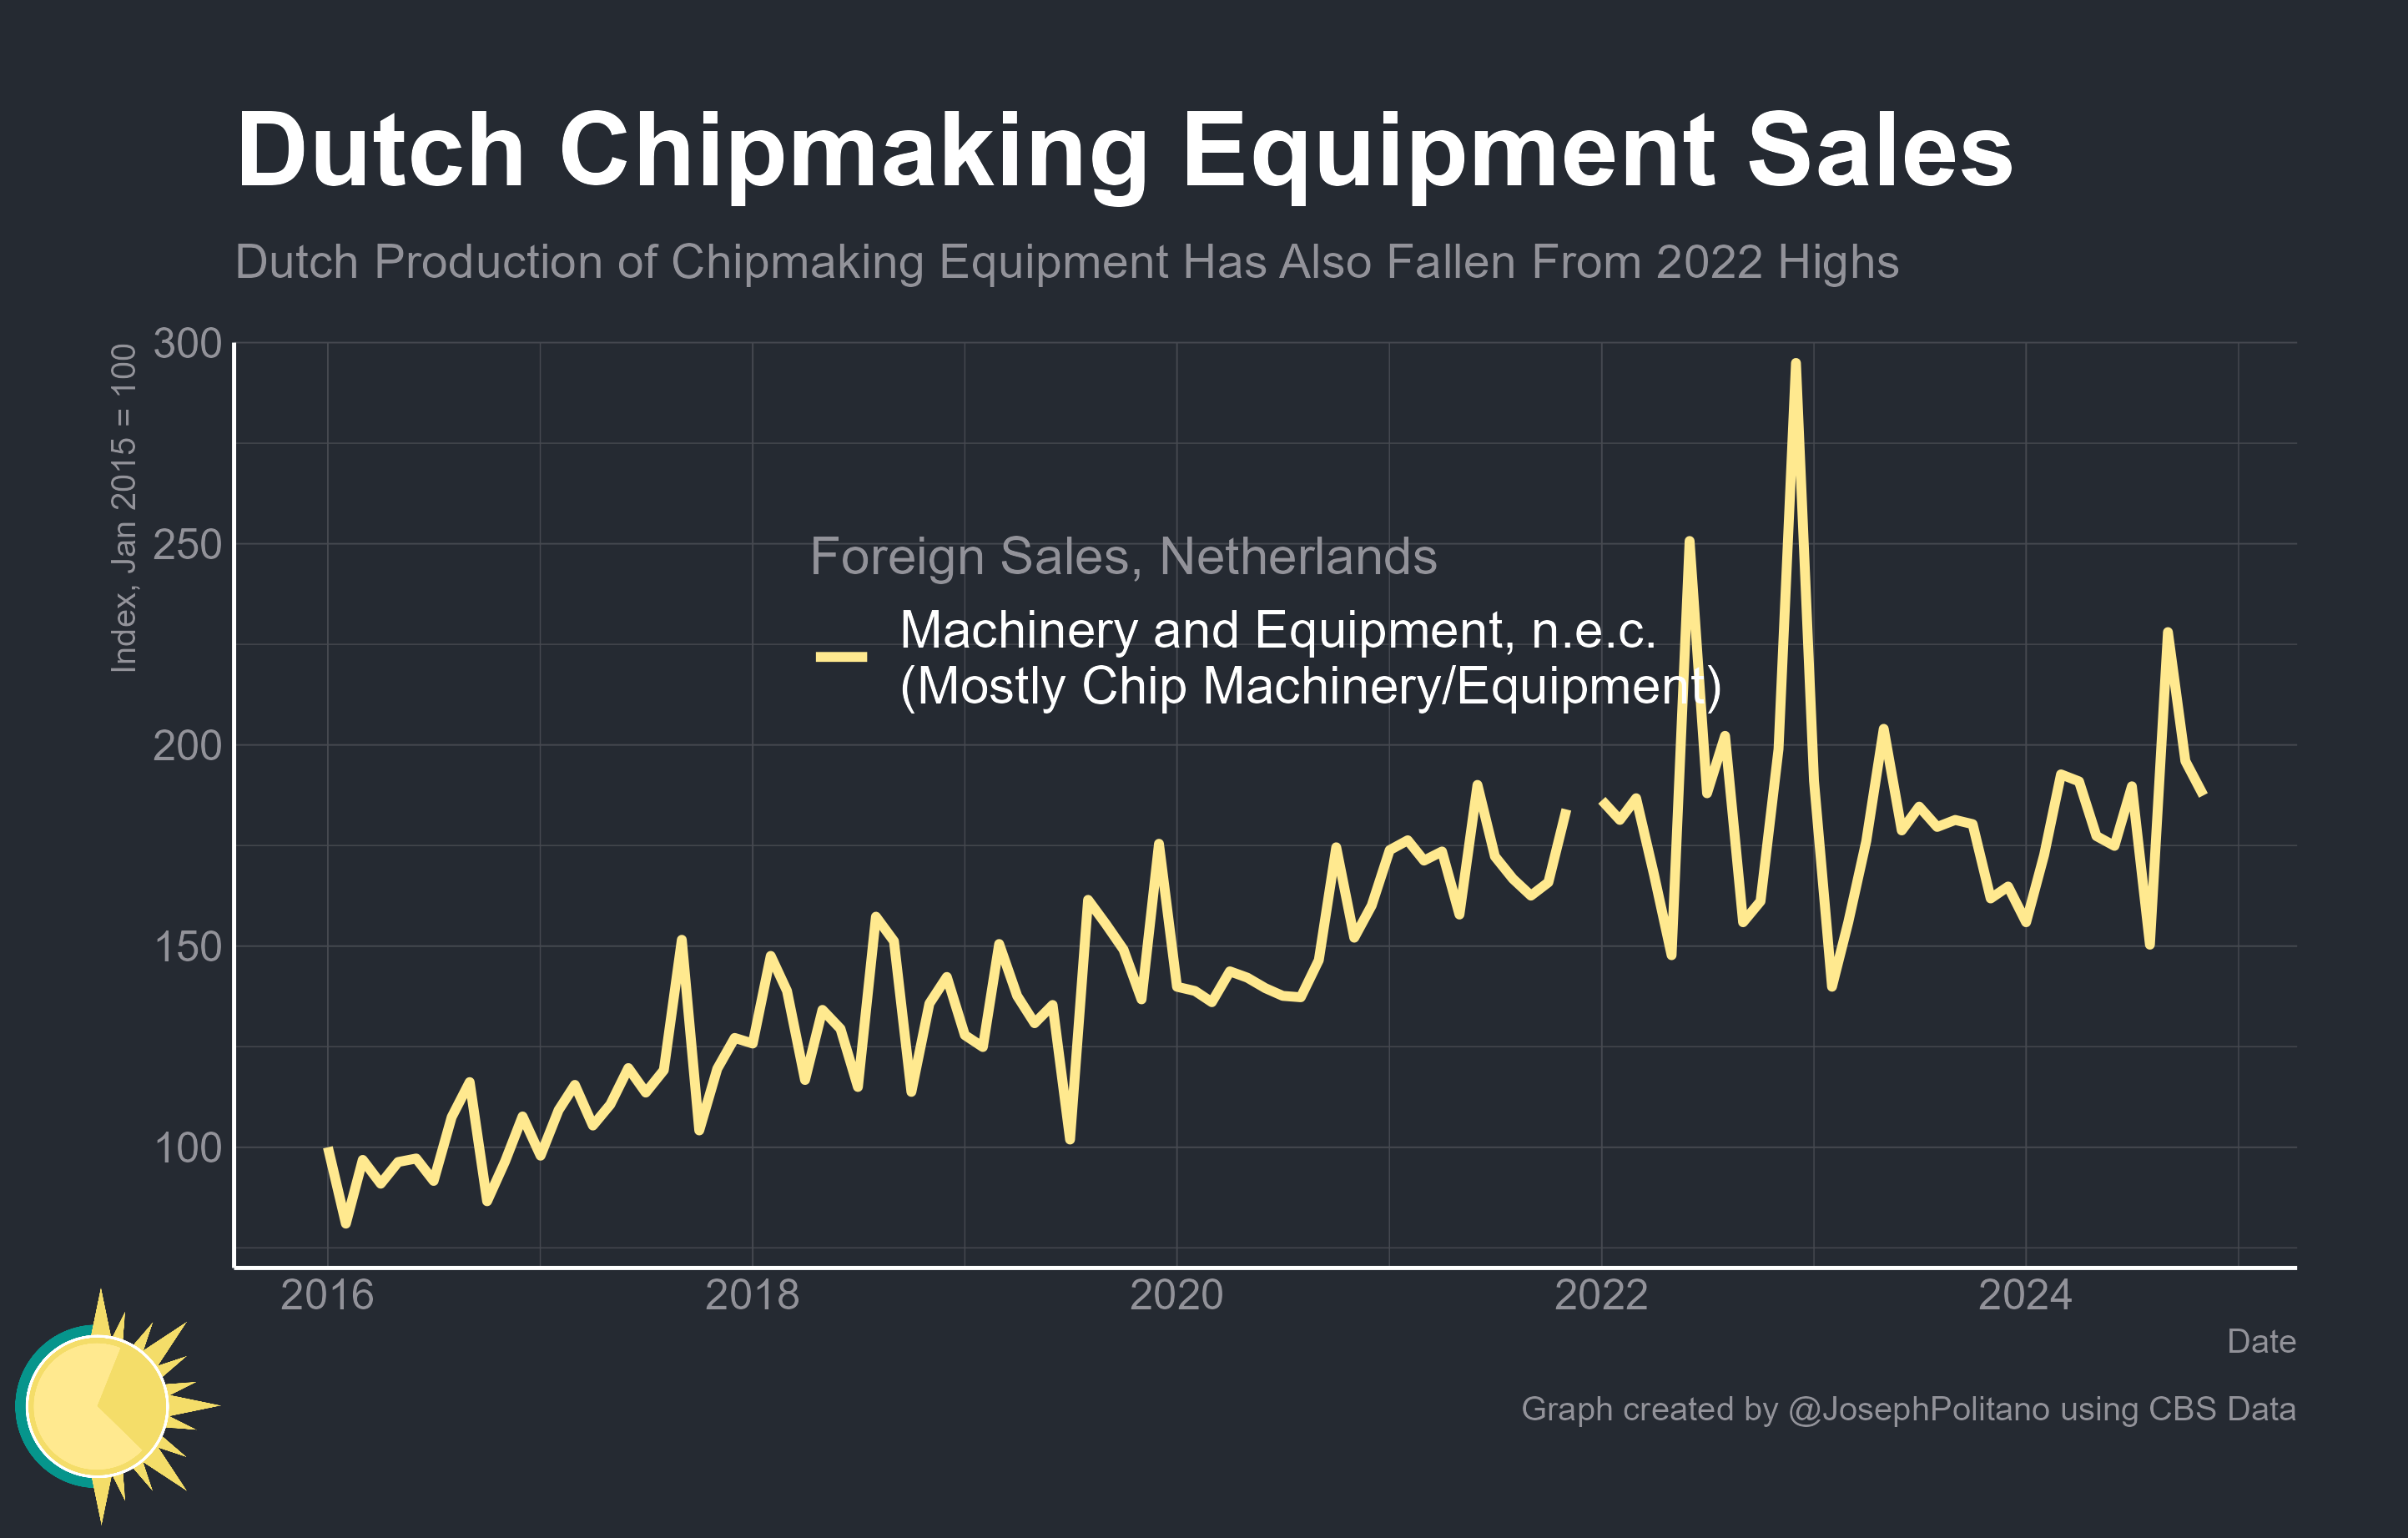 Dutch Chipmaking Equipment Sales
Dutch Production of Chipmaking Equipment Has Also Fallen From 2022 Highs
Index, Jan 2015 = 100
300
250
200
150
100
Foreign Sales, Netherlands
Machinery and Equipment, n.e.c.
(Mostly Chip Machinery/Equipment)
2016 2018 2020 2022 2024
Date
Graph created by @JosephPolitano using CBS Data